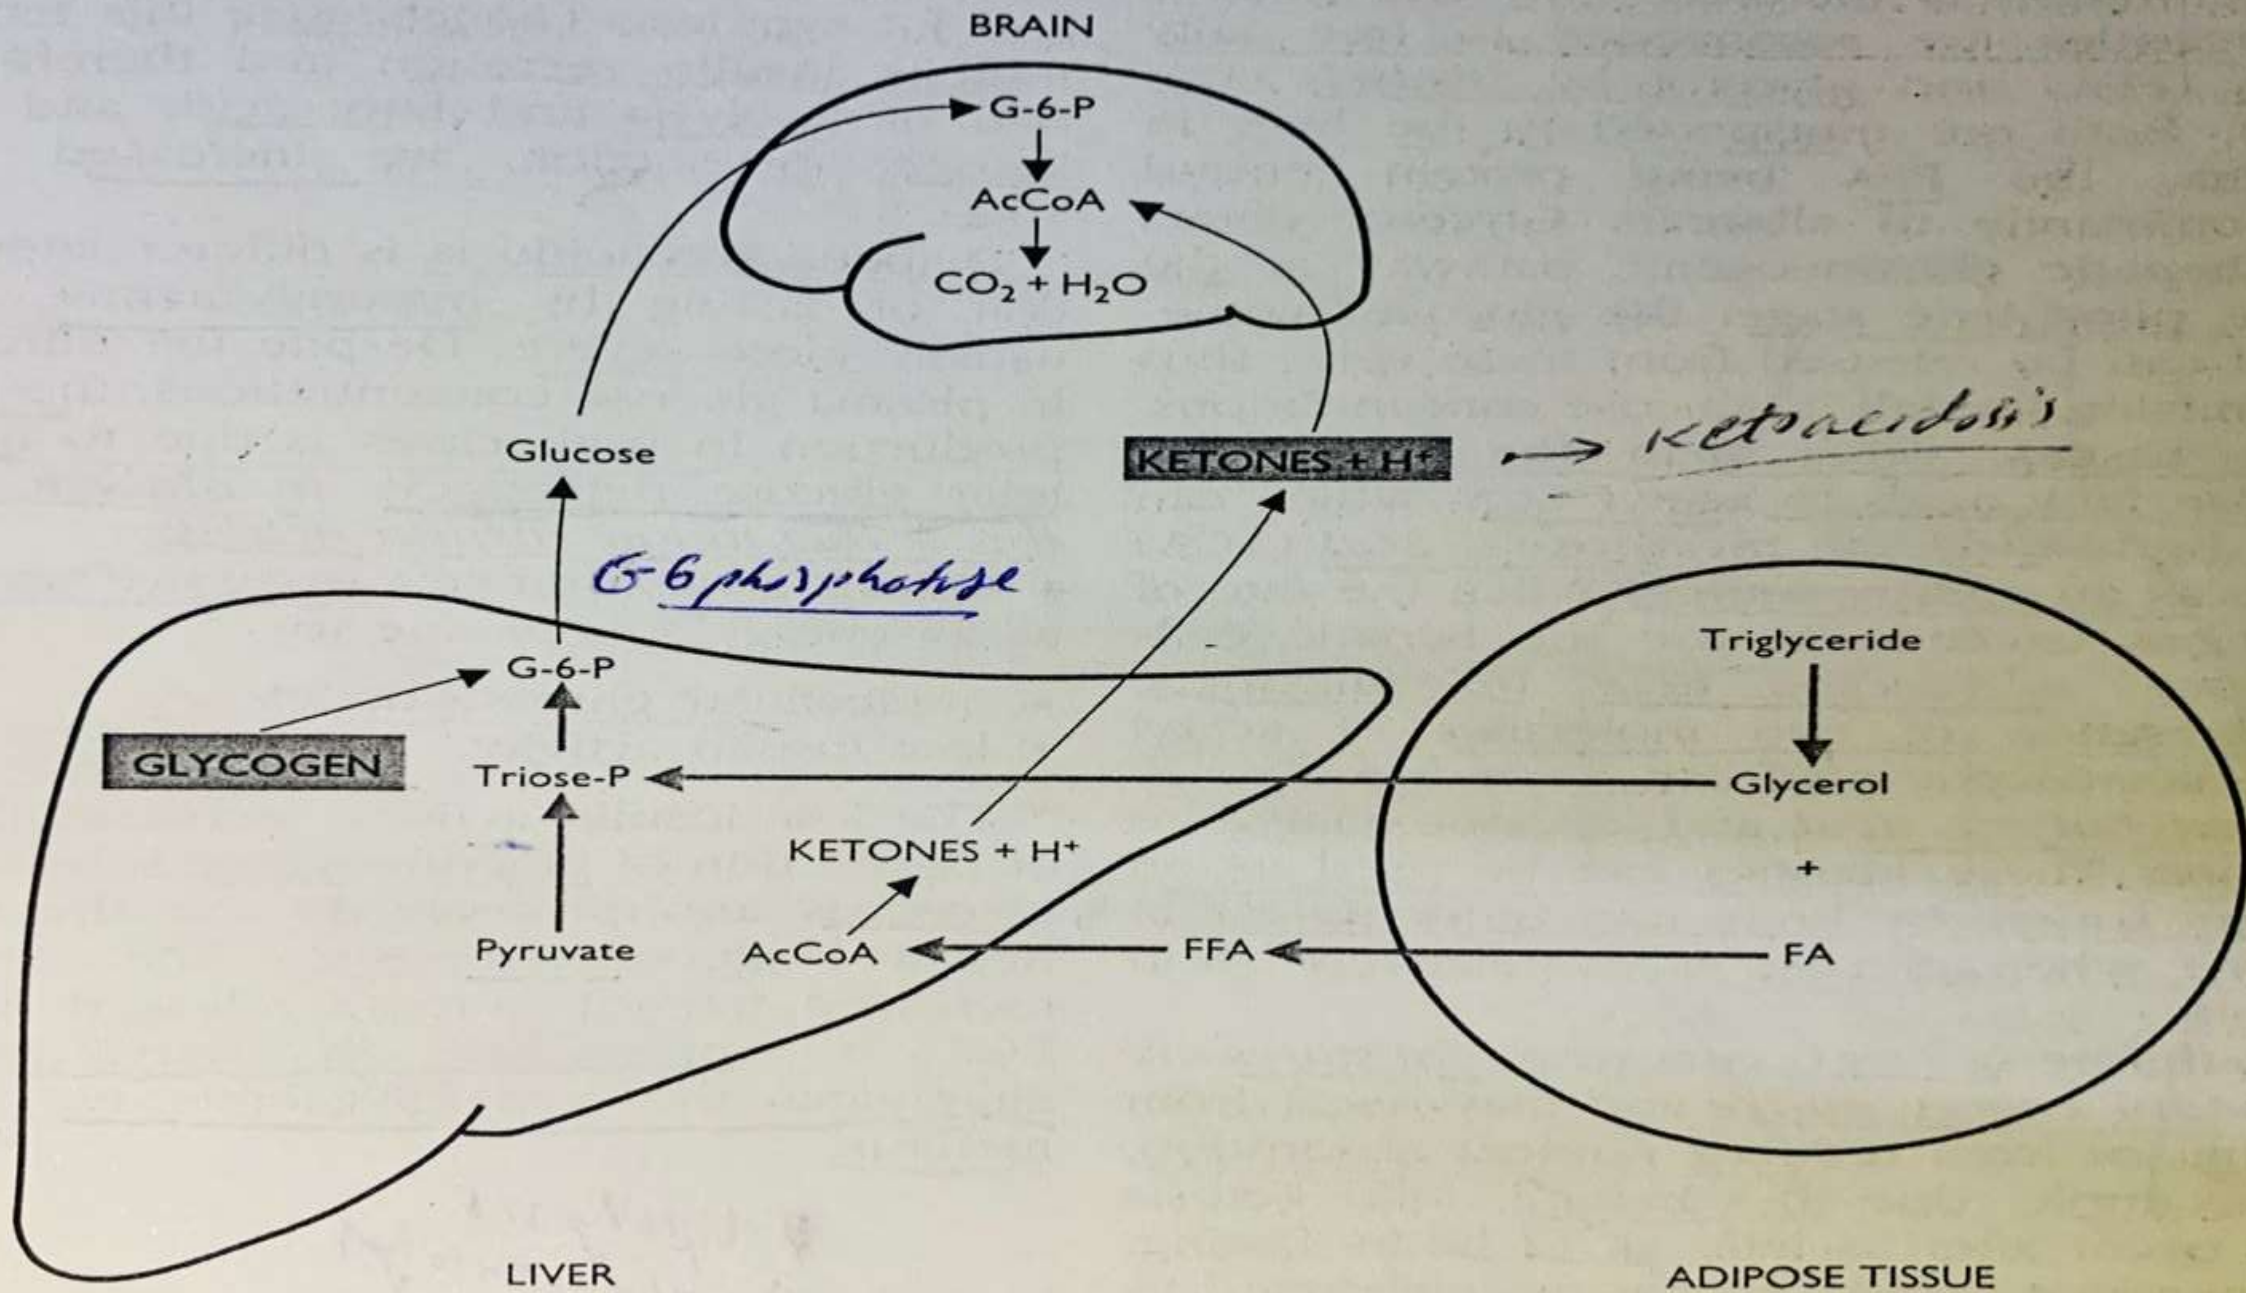 BRAIN
G-6-P
AcCoA
CO₂ + H₂O
Glucose
KETONES + H⁺
→ Ketoacidosis
G-6 phosphatase
Triglyceride
G-6-P
GLYCOGEN
Triose-P
Glycerol
KETONES + H⁺
+
Pyruvate
AcCoA
FFA
FA
LIVER
ADIPOSE TISSUE